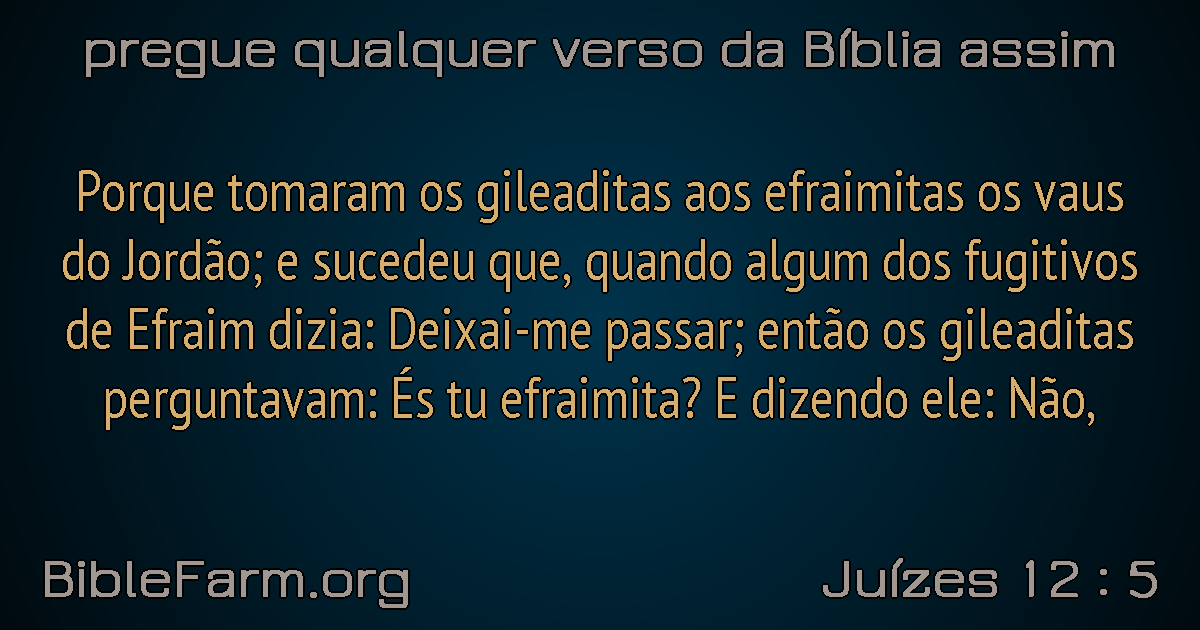 pregue qualquer verso da Bíblia assim
Porque tomaram os gileaditas aos efraimitas os vaus
do Jordão; e sucedeu que, quando algum dos fugitivos
de Efraim dizia: Deixai-me passar; então os gileaditas
perguntavam: És tu efraimita? E dizendo ele: Não,
BibleFarm.org
Juízes 12 : 5